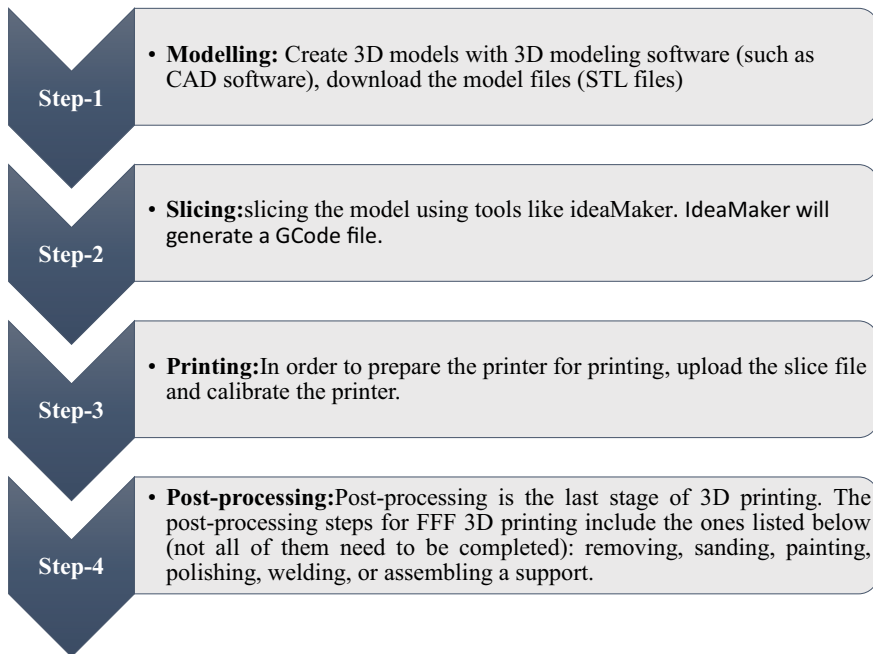 Step-1
• Modelling: Create 3D models with 3D modeling software (such as
CAD software), download the model files (STL files)
Step-2
• Slicing:slicing the model using tools like ideaMaker. IdeaMaker will
generate a GCode file.
Step-3
• Printing:In order to prepare the printer for printing, upload the slice file
and calibrate the printer.
Step-4
• Post-processing:Post-processing is the last stage of 3D printing. The
post-processing steps for FFF 3D printing include the ones listed below
(not all of them need to be completed): removing, sanding, painting,
polishing, welding, or assembling a support.